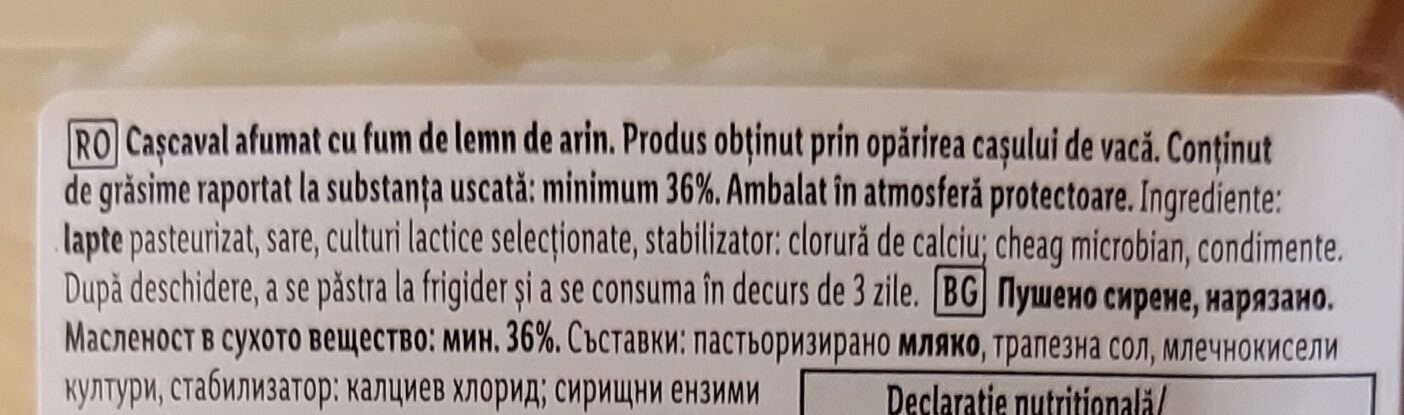 RO Cașcaval afumat cu fum de lemn de arin. Produs obținut prin opărirea cașului de vacă. Conținut
de grăsime raportat la substanța uscată: minimum 36%. Ambalat în atmosferă protectoare. Ingrediente:
lapte pasteurizat, sare, culturi lactice selecționate, stabilizator: clorură de calciu; cheag microbian, condimente.
După deschidere, a se păstra la frigider și a se consuma în decurs de 3 zile. BG Пушено сирене, нарязано.
Масленост в сухото вещество: мин. 36%. Съставки: пастьоризирано мляко, трапезна сол, млечнокисели
култури, стабилизатор: калциев хлорид; сирищни ензими
Declarație nutrițională/